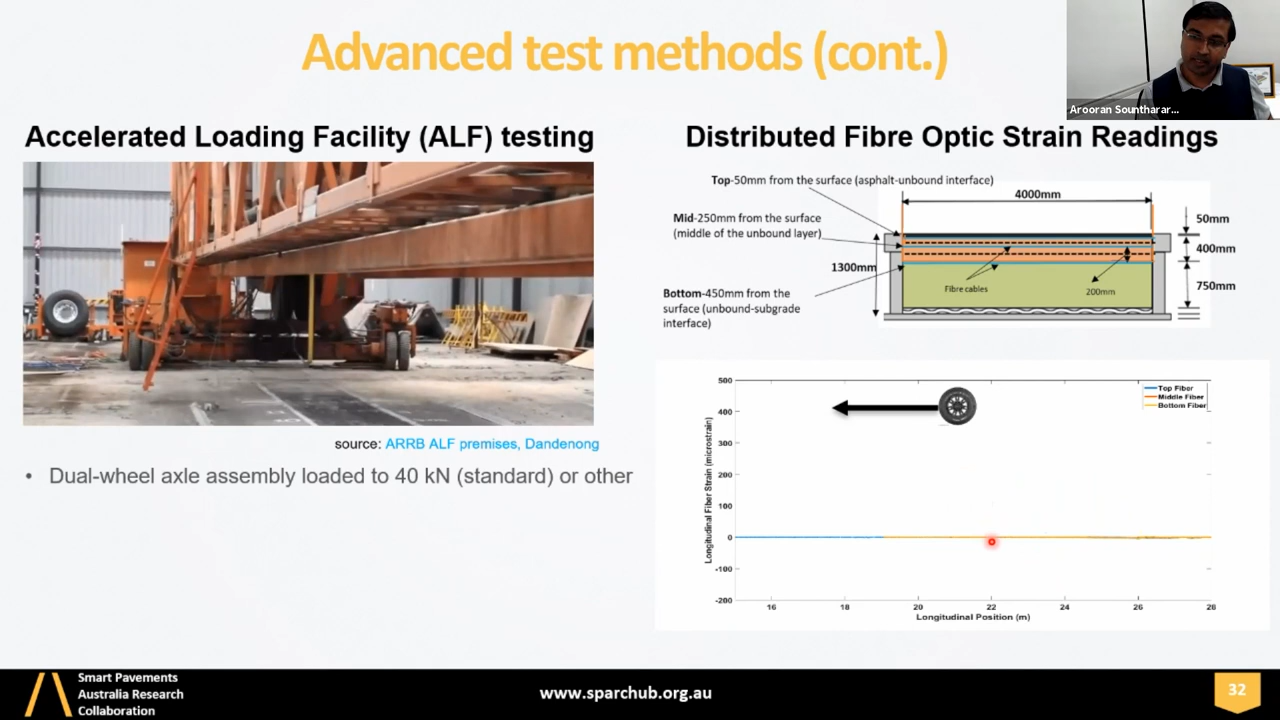 Advanced test methods (cont.)
Arooran Sountharar...
Accelerated Loading Facility (ALF) testing
source: ARRB ALF premises, Dandenong
• Dual-wheel axle assembly loaded to 40 kN (standard) or other
Distributed Fibre Optic Strain Readings
Top-50mm from the surface (asphalt-unbound interface)
4000mm
Mid-250mm from the surface
(middle of the unbound layer)
50mm
400mm
1300mm
750mm
Fibre cables
200mm
Bottom-450mm from the
surface (unbound-subgrade
interface)
Top Fiber
Middle Fiber
Bottom Fiber
Longitudinal Fiber Strain (microstrain)
500
400
300
200
100
0
-100
-200
16 18 20 22 24 26 28
Longitudinal Position (m)
Smart Pavements
Australia Research
Collaboration
www.sparchub.org.au
32